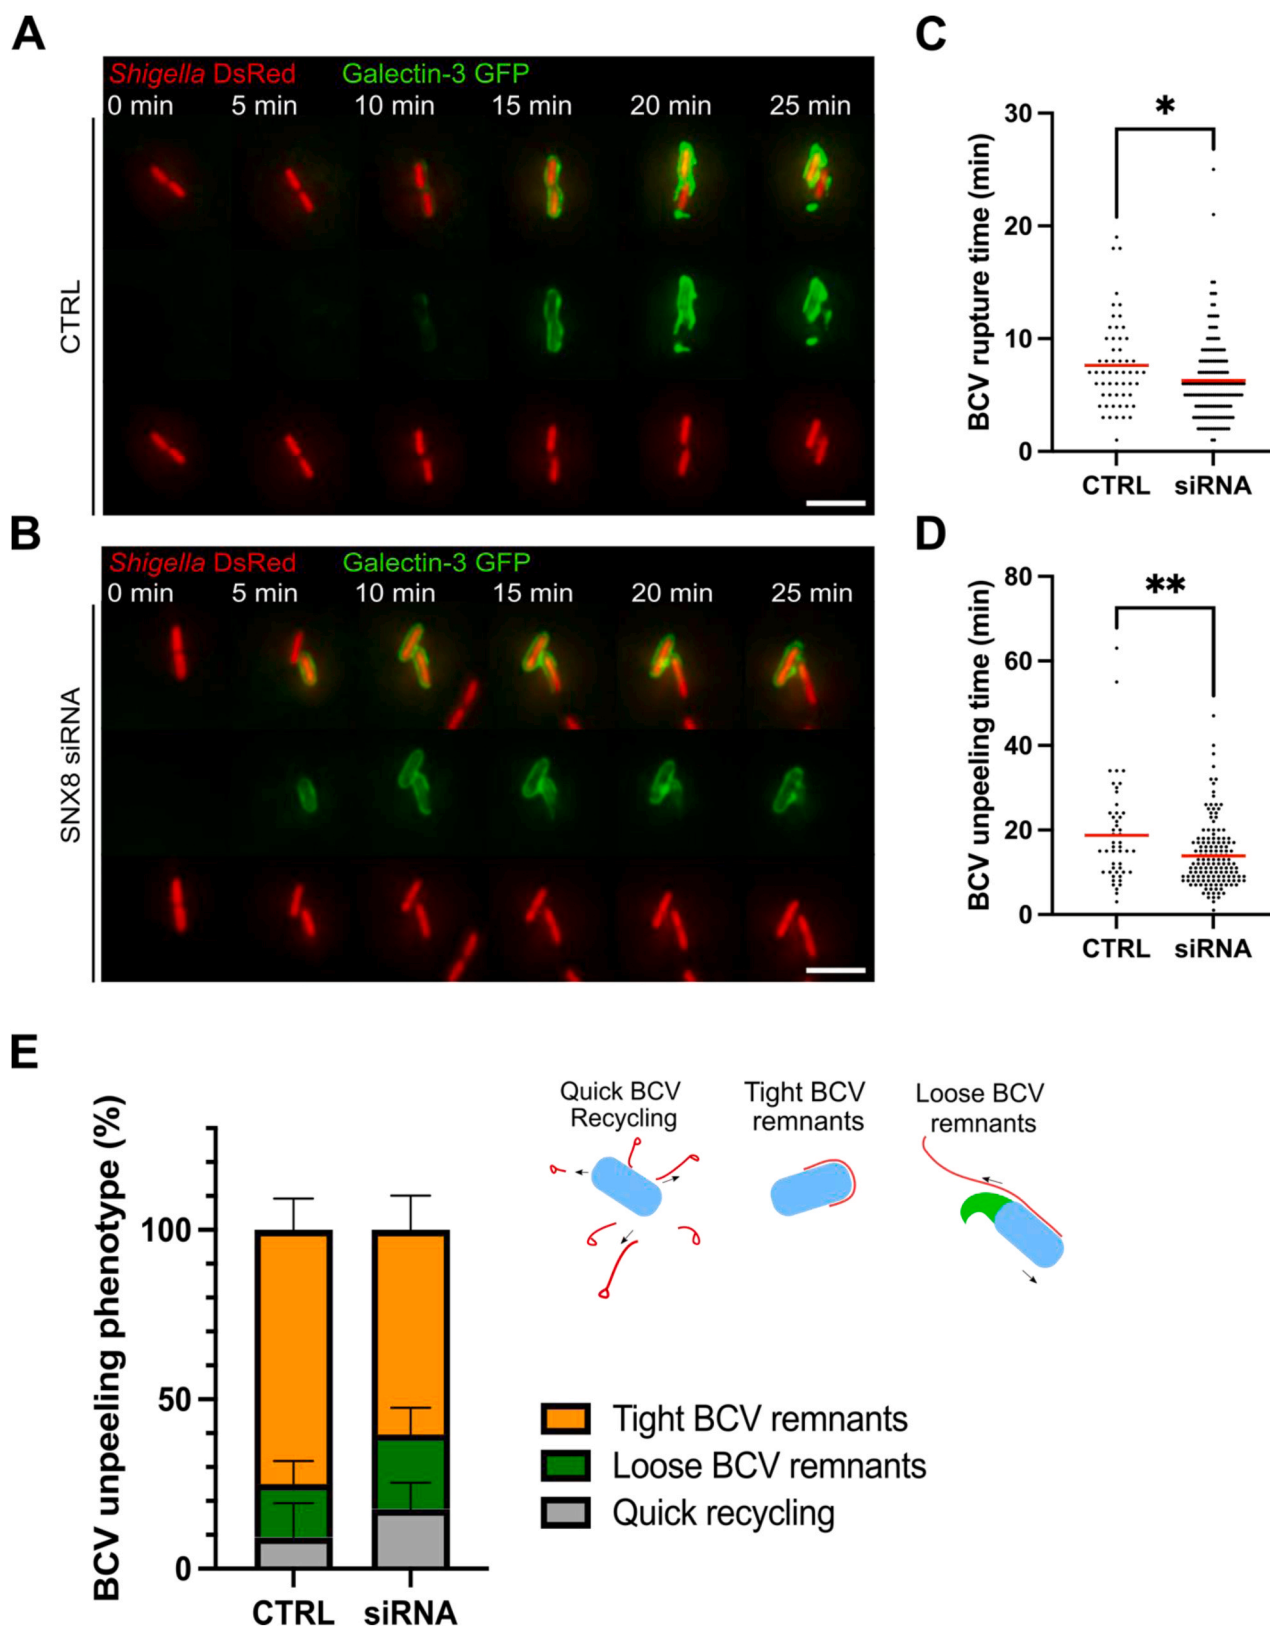 A
Shigella DsRed Galectin-3 GFP
0 min 5 min 10 min 15 min 20 min 25 min
CTRL
B
Shigella DsRed Galectin-3 GFP
0 min 5 min 10 min 15 min 20 min 25 min
SNX8 siRNA
C
*
BCV rupture time (min)
30
20
10
0
CTRL siRNA
D
**
BCV unpeeling time (min)
80
60
40
20
0
CTRL siRNA
E
BCV unpeeling phenotype (%)
100
50
0
CTRL siRNA
Quick BCV
Recycling
Tight BCV
remnants
Loose BCV
remnants
Tight BCV remnants
Loose BCV remnants
Quick recycling